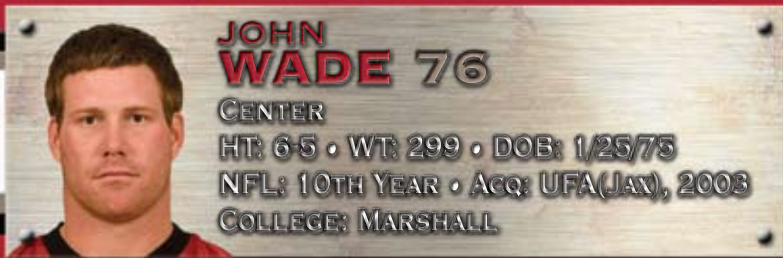 JOHN
WADE 76
CENTER
HT: 6-5 • WT: 299 • DOB: 1/25/75
NFL: 10TH YEAR • ACQ: UFA(JAX), 2003
COLLEGE: MARSHALL